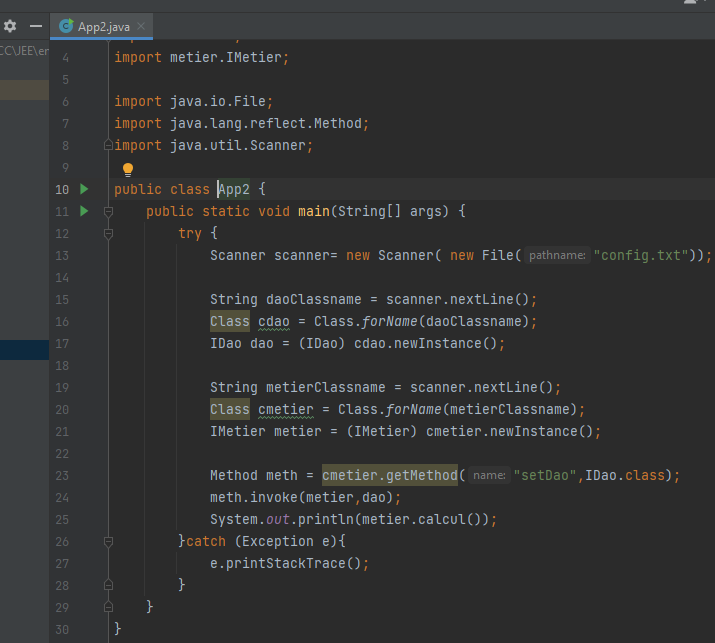 App2.java
CC\JEE\er
4 import metier.IMetier;
5
6 import java.io.File;
7 import java.lang.reflect.Method;
8 import java.util.Scanner;
9
10 public class App2 {
11 public static void main(String[] args) {
12 try {
13 Scanner scanner= new Scanner( new File( pathname: "config.txt"));
14
15 String daoClassname = scanner.nextLine();
16 Class cdao = Class.forName(daoClassname);
17 IDao dao = (IDao) cdao.newInstance();
18
19 String metierClassname = scanner.nextLine();
20 Class cmetier = Class.forName(metierClassname);
21 IMetier metier = (IMetier) cmetier.newInstance();
22
23 Method meth = cmetier.getMethod( name: "setDao",IDao.class);
24 meth.invoke(metier,dao);
25 System.out.println(metier.calcul());
26 }catch (Exception e){
27 e.printStackTrace();
28 }
29 }
30 }